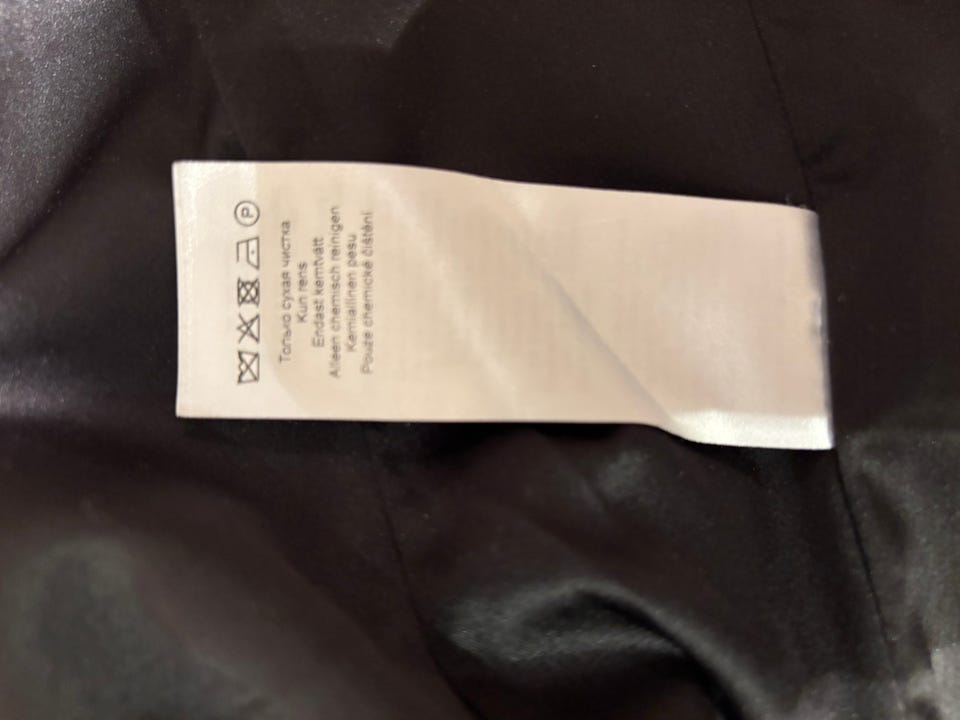 Только сухая чистка
Kun rens
Endast kemtvätt
Alleen chemisch reinigen
Kemiallinen pesu
Pouze chemické čištění
P